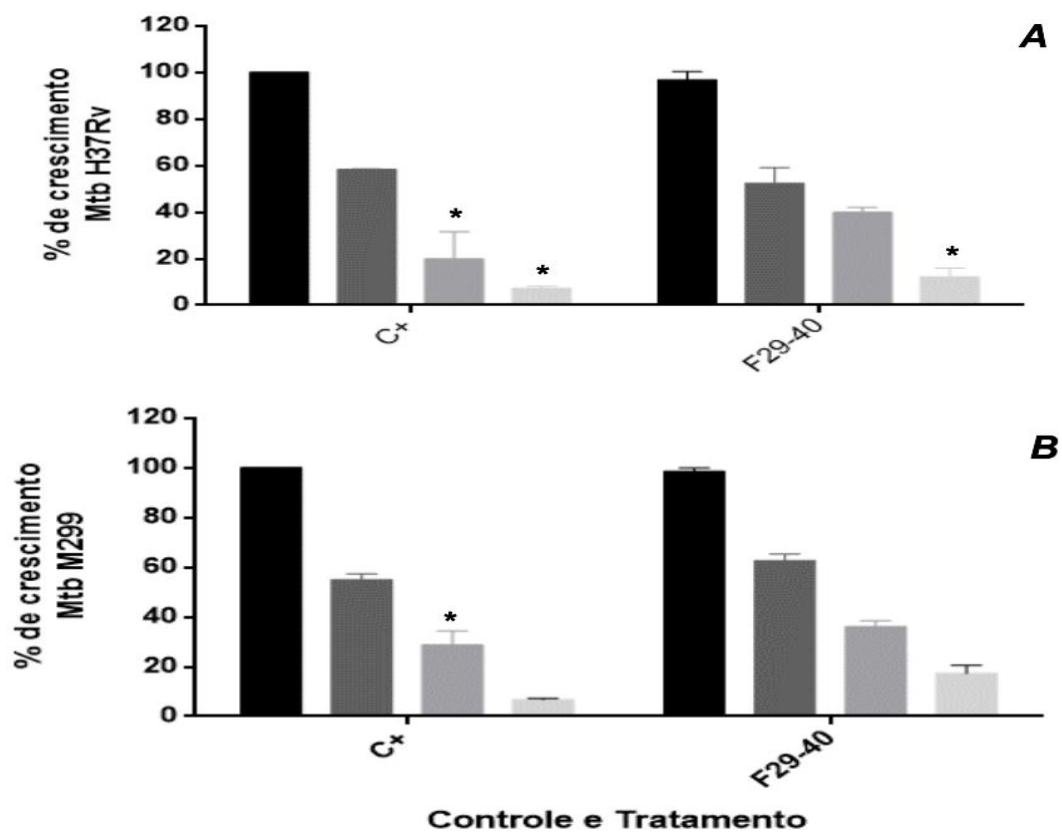 A
% de crescimento
Mtb H37Rv
120
100
80
60
40
20
0
*
*
*
C+
F29-40
B
% de crescimento
Mtb M299
120
100
80
60
40
20
0
*
C+
F29-40
Controle e Tratamento